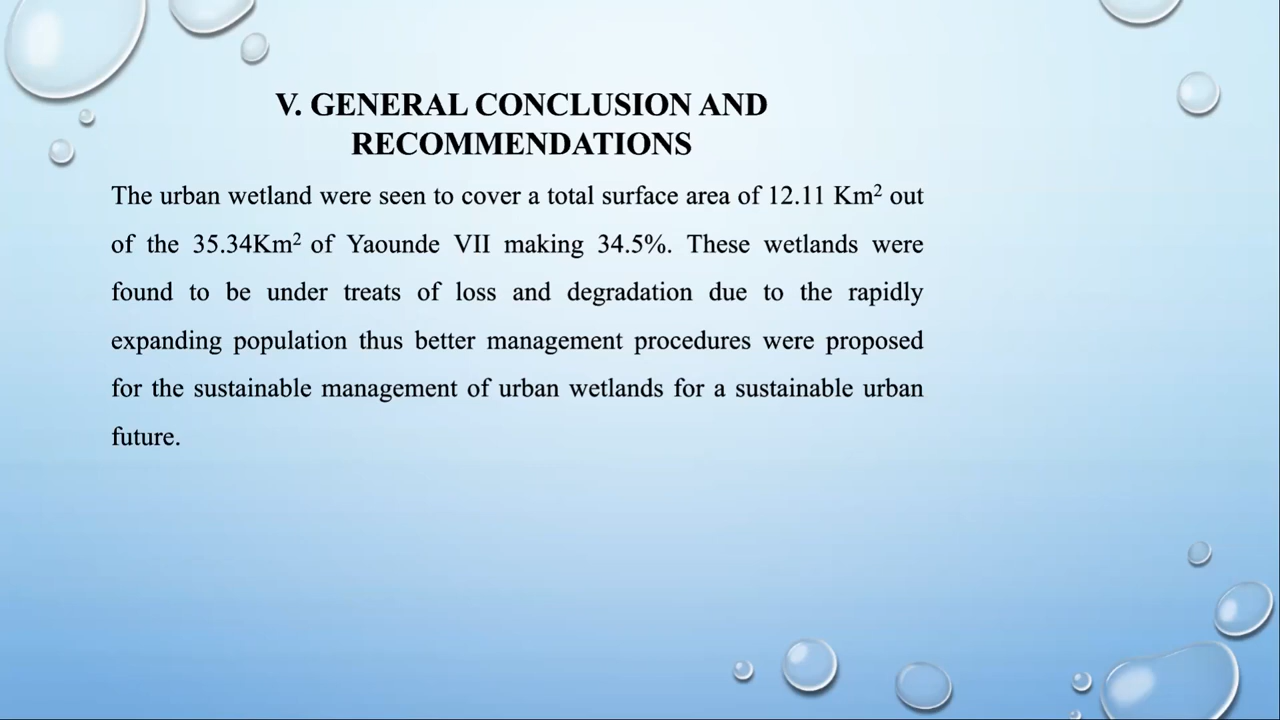 V. GENERAL CONCLUSION AND
RECOMMENDATIONS
The urban wetland were seen to cover a total surface area of 12.11 Km² out
of the 35.34Km² of Yaounde VII making 34.5%. These wetlands were
found to be under treats of loss and degradation due to the rapidly
expanding population thus better management procedures were proposed
for the sustainable management of urban wetlands for a sustainable urban
future.